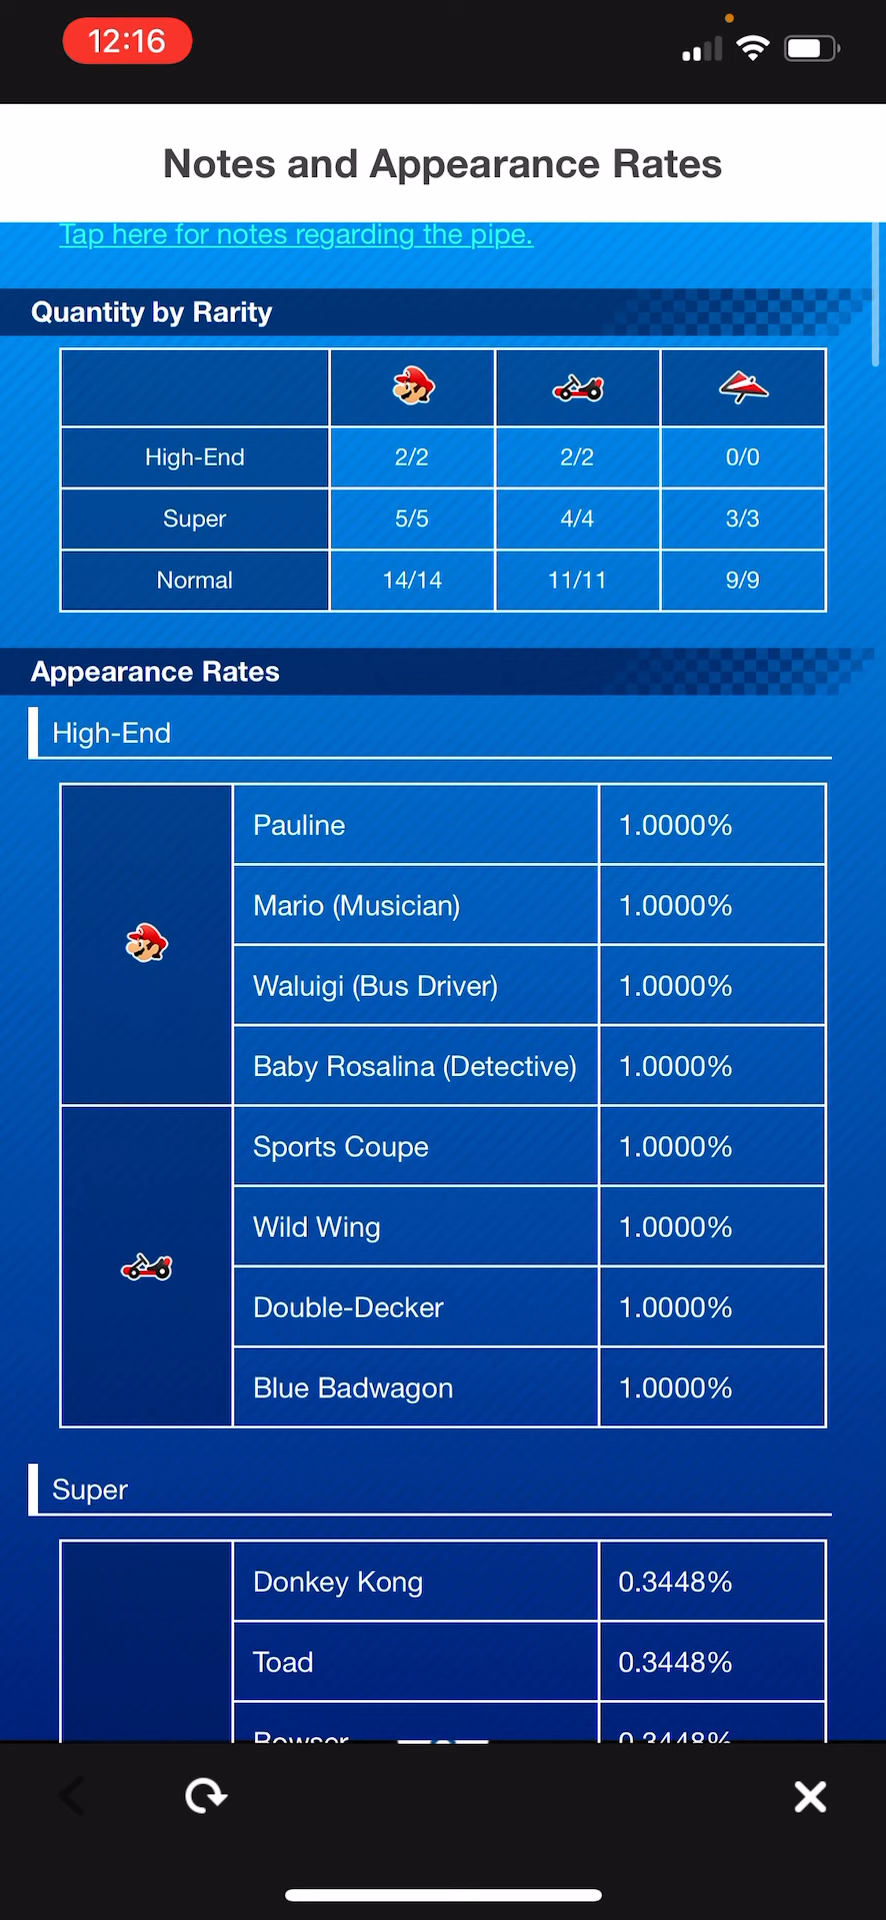 12:16
Notes and Appearance Rates
Tap here for notes regarding the pipe.
Quantity by Rarity
High-End 2/2 2/2 0/0
Super 5/5 4/4 3/3
Normal 14/14 11/11 9/9
Appearance Rates
High-End
Pauline 1.0000%
Mario (Musician) 1.0000%
Waluigi (Bus Driver) 1.0000%
Baby Rosalina (Detective) 1.0000%
Sports Coupe 1.0000%
Wild Wing 1.0000%
Double-Decker 1.0000%
Blue Badwagon 1.0000%
Super
Donkey Kong 0.3448%
Toad 0.3448%
Bowser 0.3448%